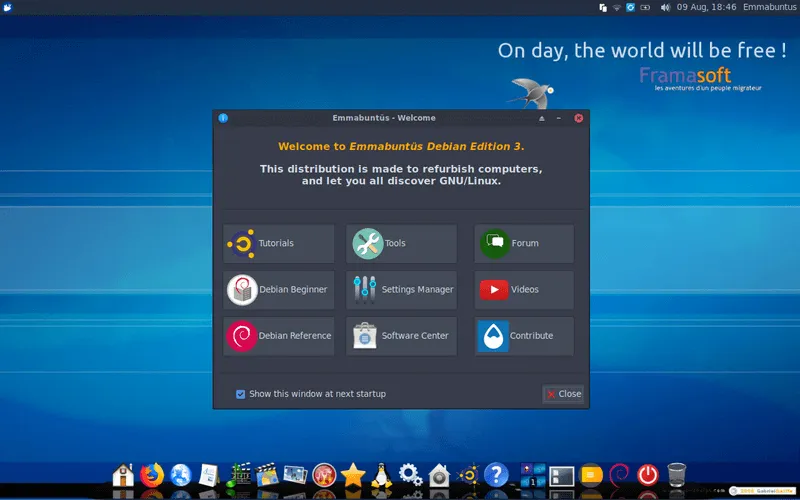 09 Aug, 18:46 Emmabuntus
On day, the world will be free !
Framasoft
les aventures d'un peuple migrateur
Emmabuntüs - Welcome
Welcome to Emmabuntüs Debian Edition 3.
This distribution is made to refurbish computers,
and let you all discover GNU/Linux.
Tutorials
Tools
Forum
Debian Beginner
Settings Manager
Videos
Debian Reference
Software Center
Contribute
Show this window at next startup
Close
1